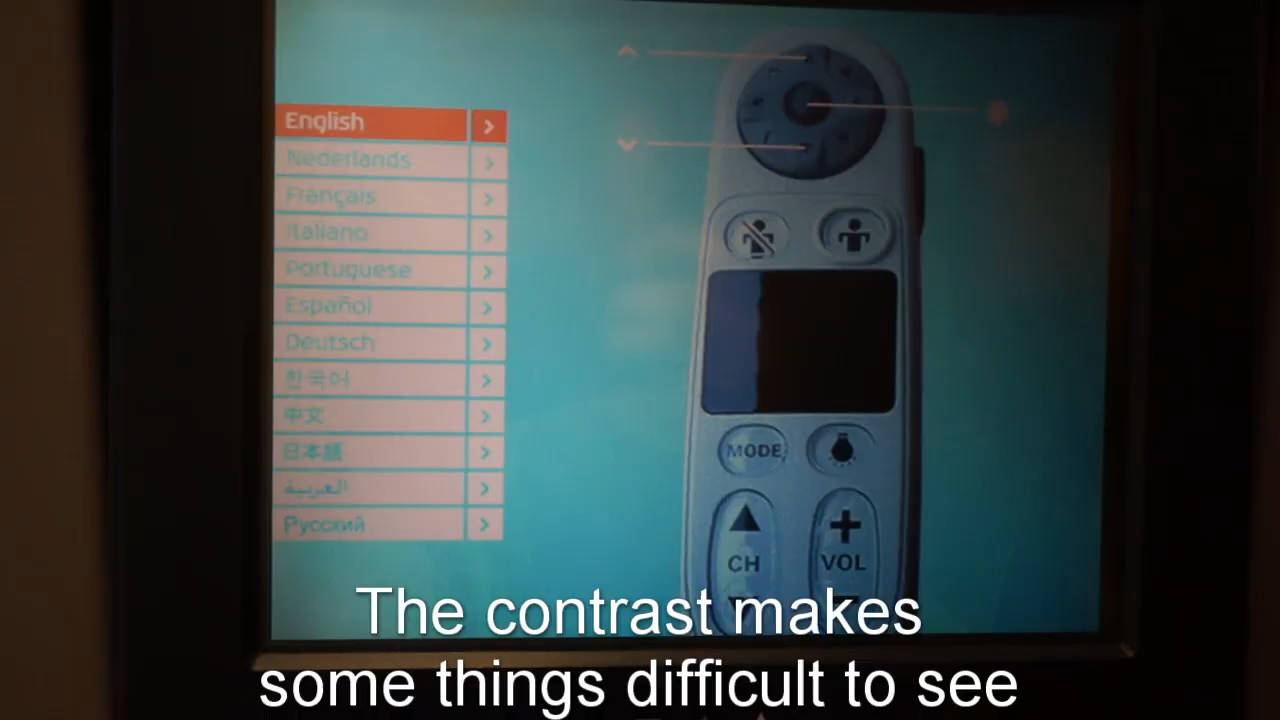 English
Nederlands
Français
Italiano
Portuguese
Español
Deutsch
한국어
中文
日本語
العربية
Русский
MODE
CH
VOL
The contrast makes
some things difficult to see